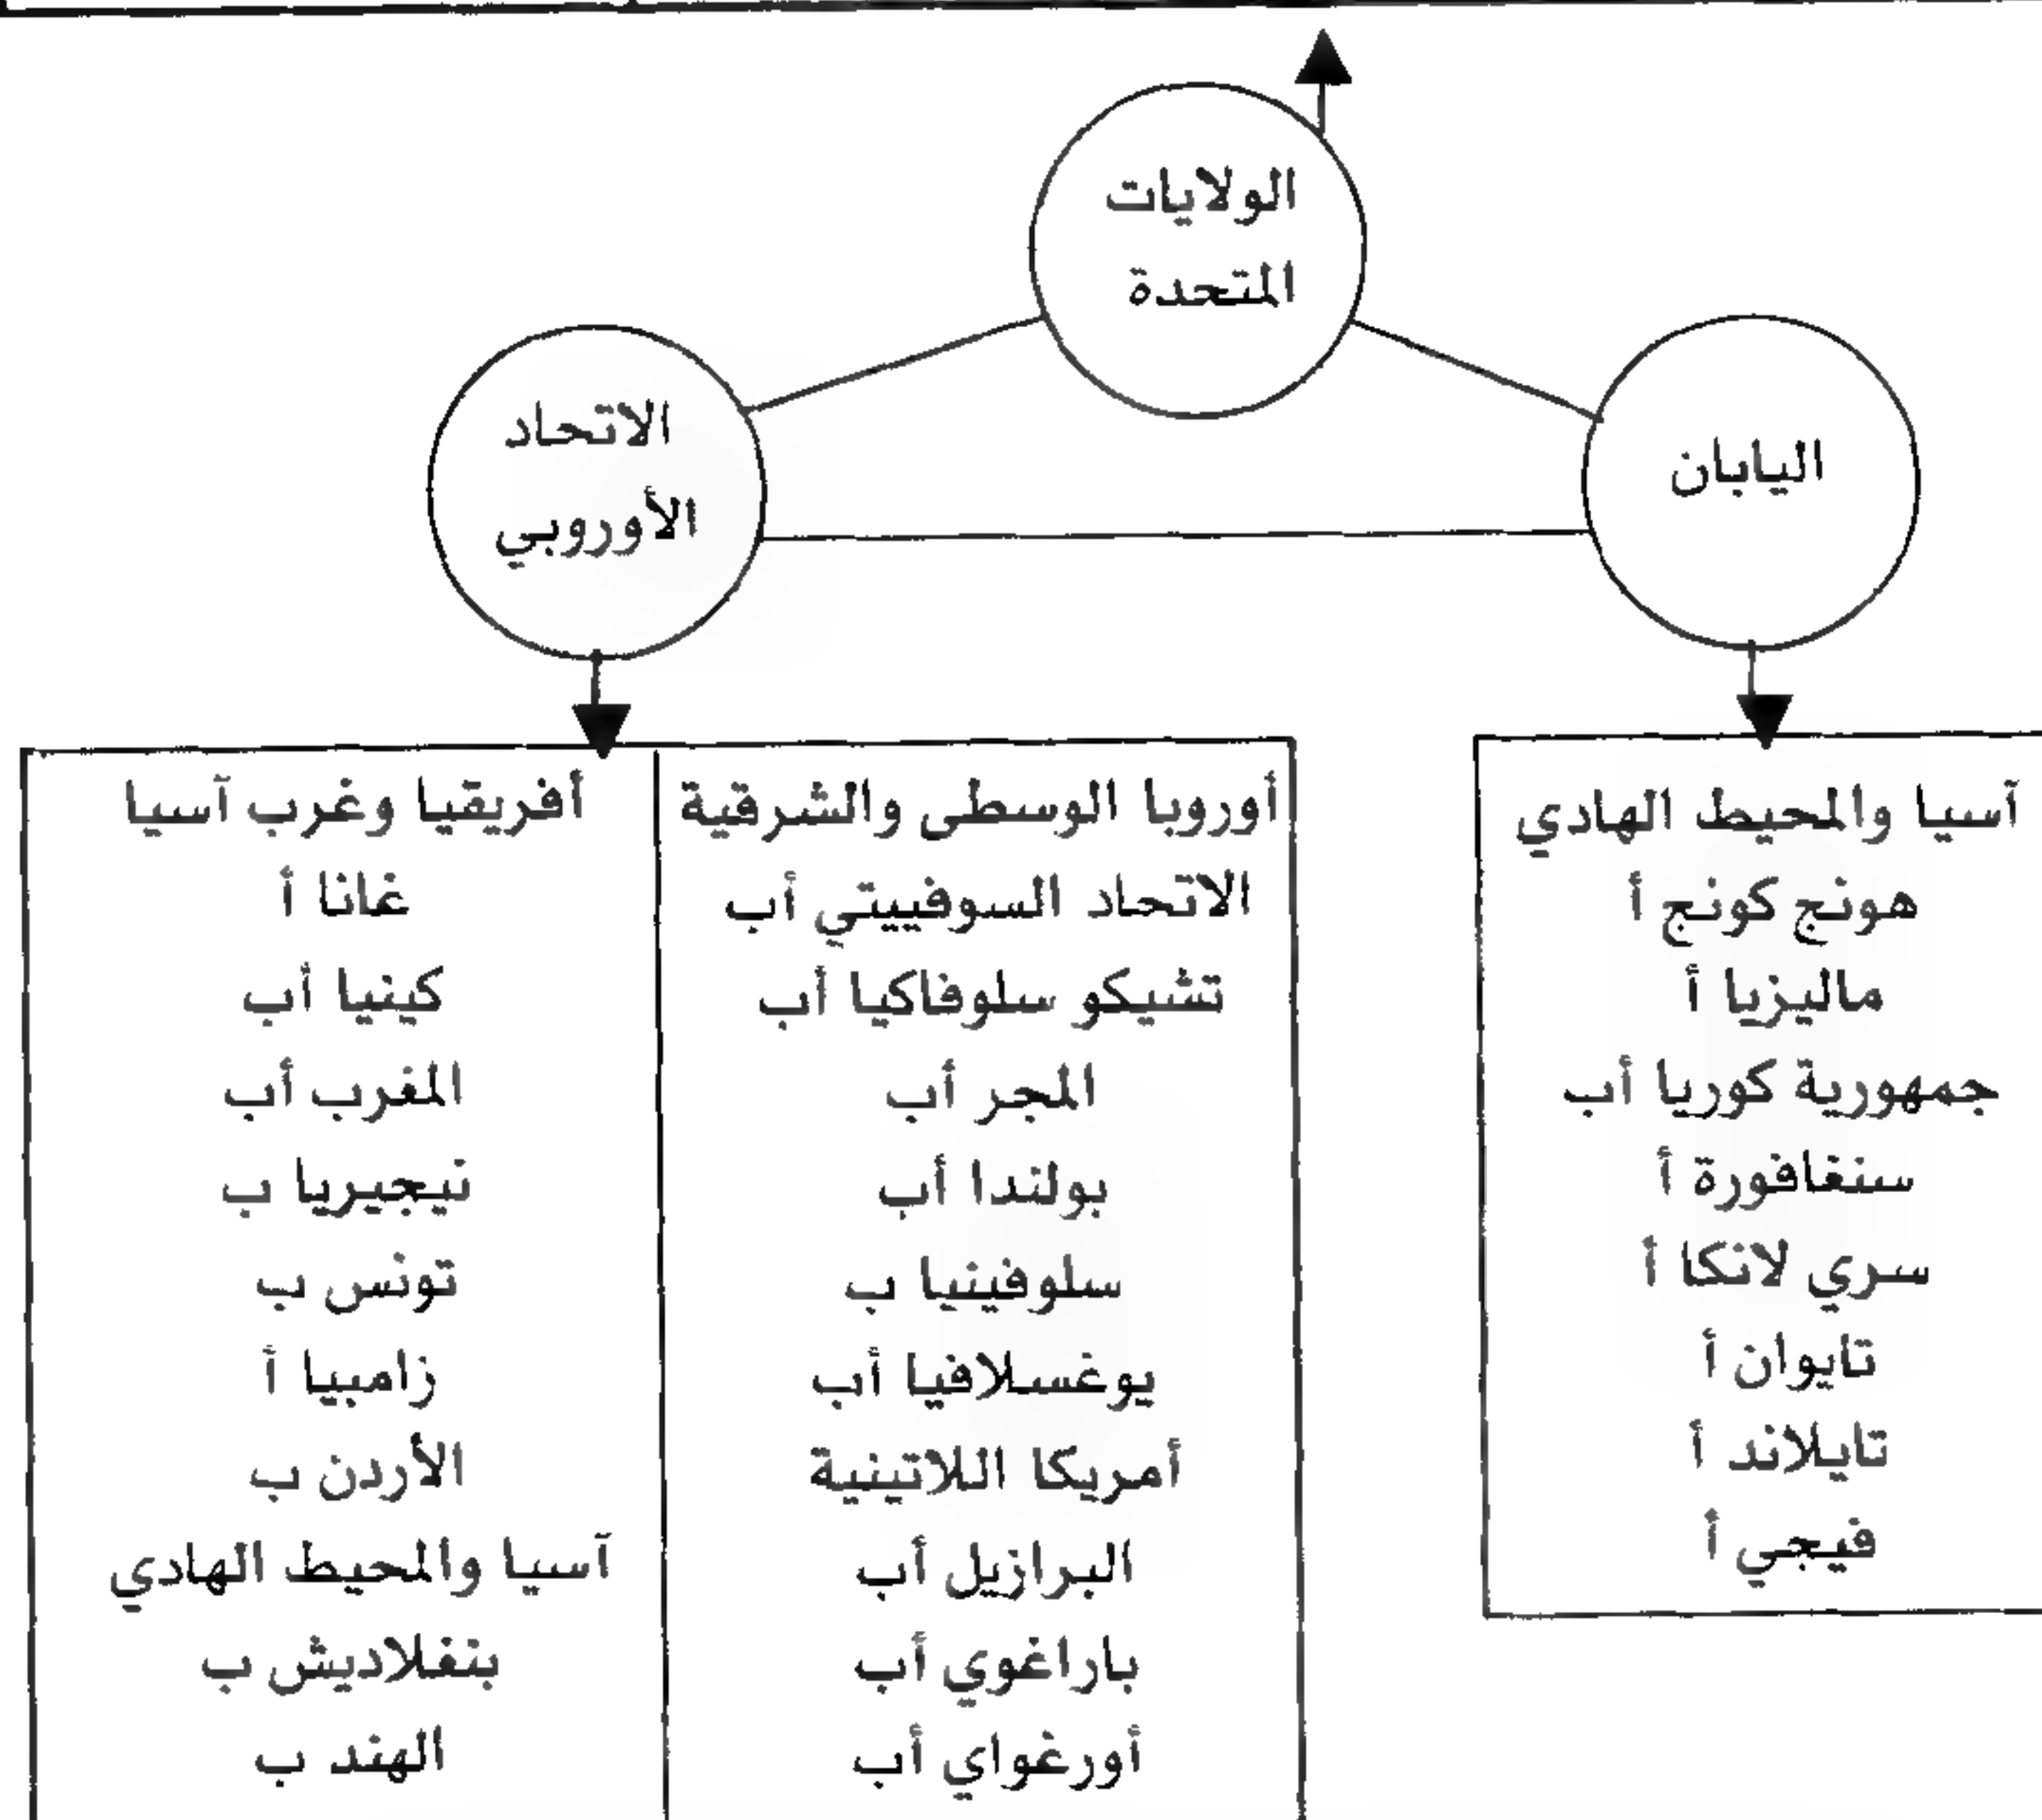 الولايات
المتحدة
اليابان
الاتحاد
الأوروبي
آسيا والمحيط الهادي
هونج كونج أ
ماليزيا أ
جمهورية كوريا أب
سنغافورة أ
سري لانكا أ
تايوان أ
تايلاند أ
فيجي أ
أوروبا الوسطى والشرقية
الاتحاد السوفييتي أب
تشيكو سلوفاكيا أب
المجر أب
بولندا أب
سلوفينيا ب
يوغسلافيا أب
أمريكا اللاتينية
البرازيل أب
باراغوي أب
أورغواي أب
أفريقيا وغرب آسيا
غانا أ
كينيا أب
المغرب أب
نيجيريا ب
تونس ب
زامبيا أ
الأردن ب
آسيا والمحيط الهادي
بنغلاديش ب
الهند ب